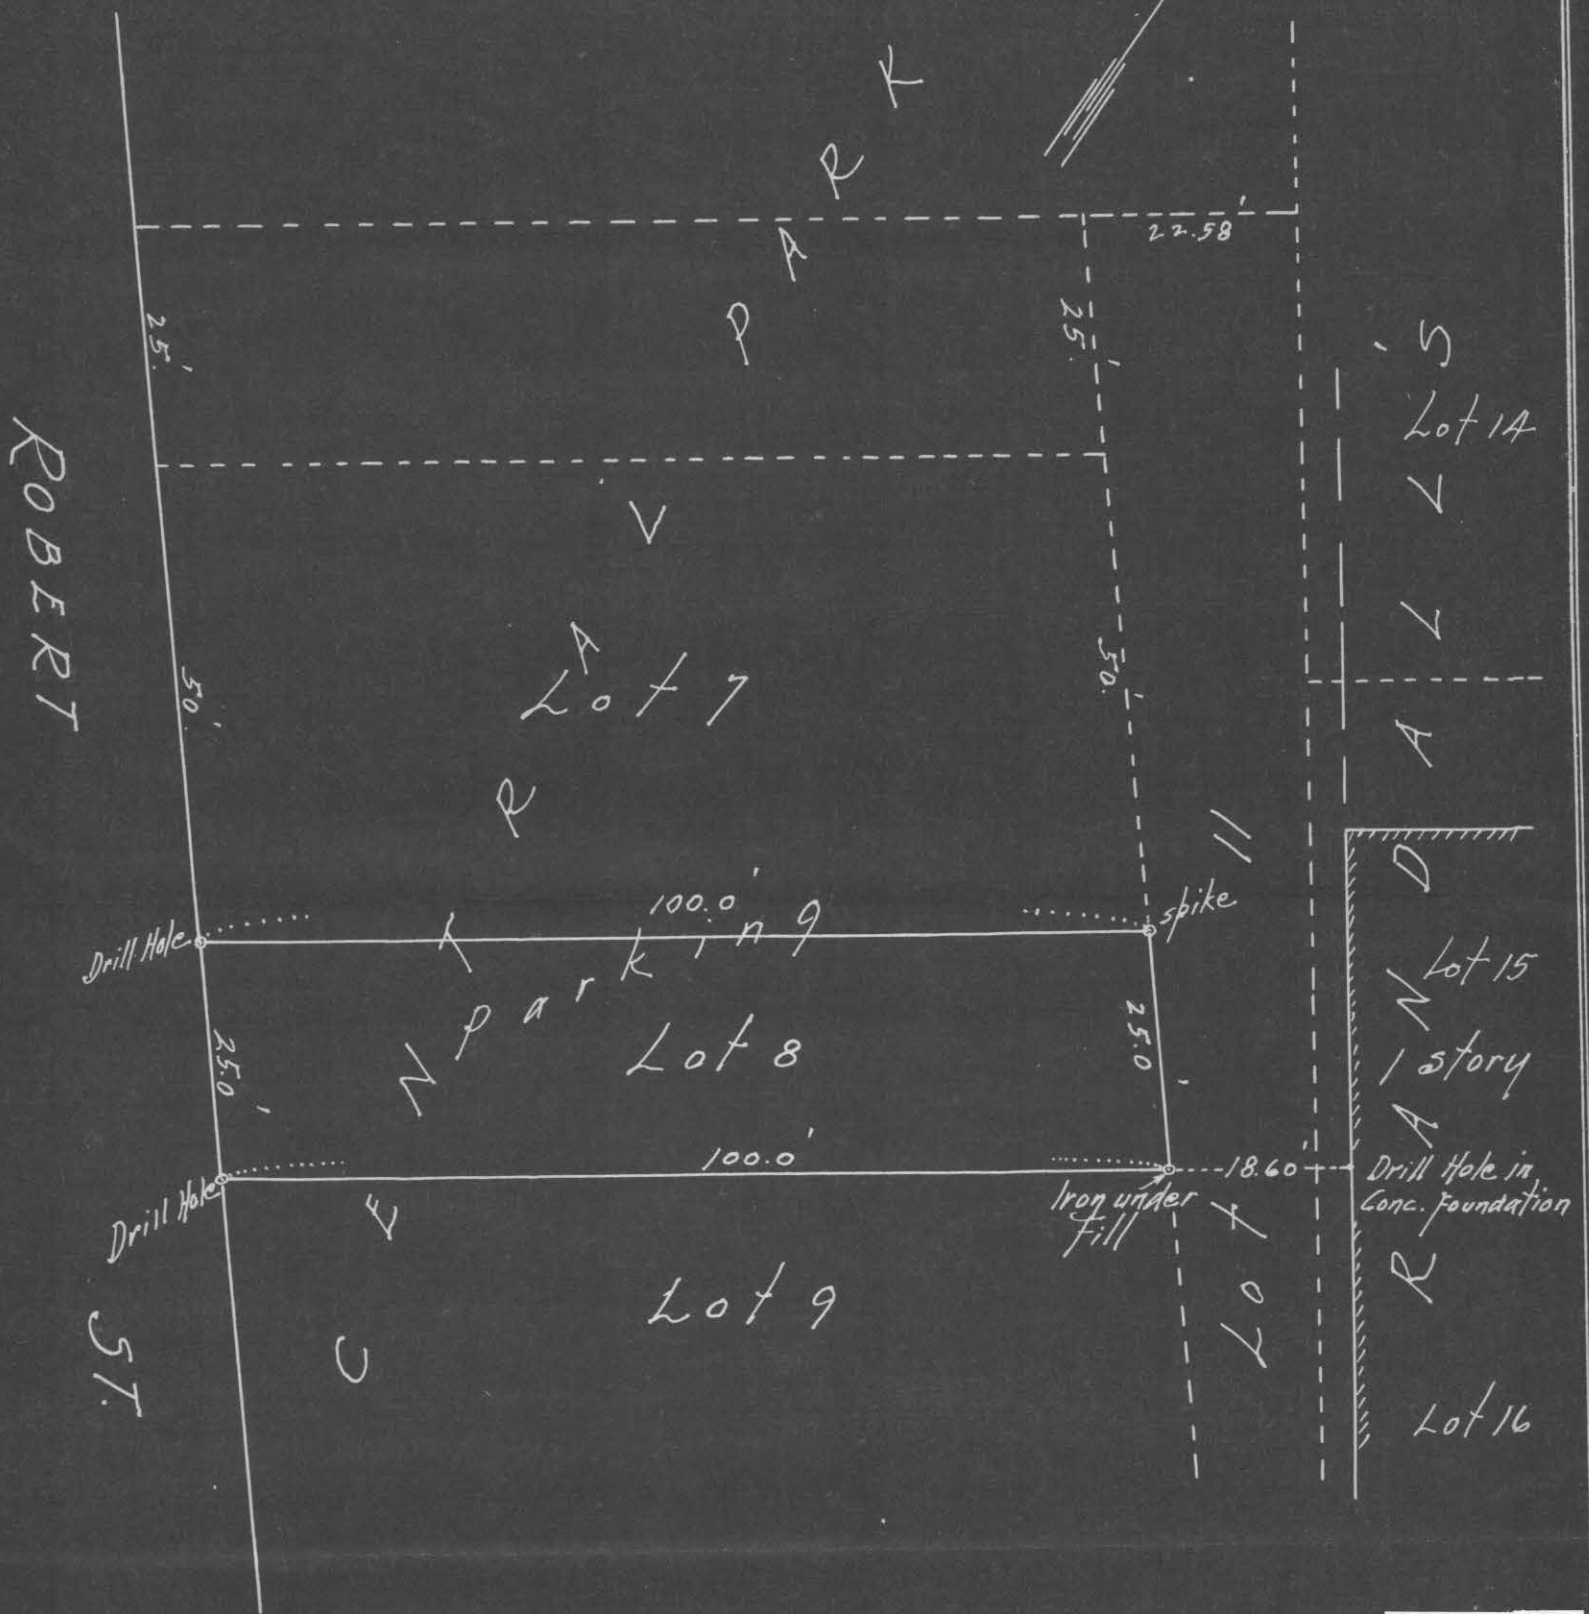 CENTRAL PARK
22.58'
25.'
25.'
RANDALL'S
Lot 14
ROBERT ST.
50.'
50.'
Lot 7
100.0'
spike
Drill Hole
Parking
Lot 15
Lot 8
25.0'
25.0'
1 story
100.0'
18.60'
Drill Hole in
Conc. Foundation
Drill Hole
Iron under
fill
Lot 11
Lot 9
Lot 16